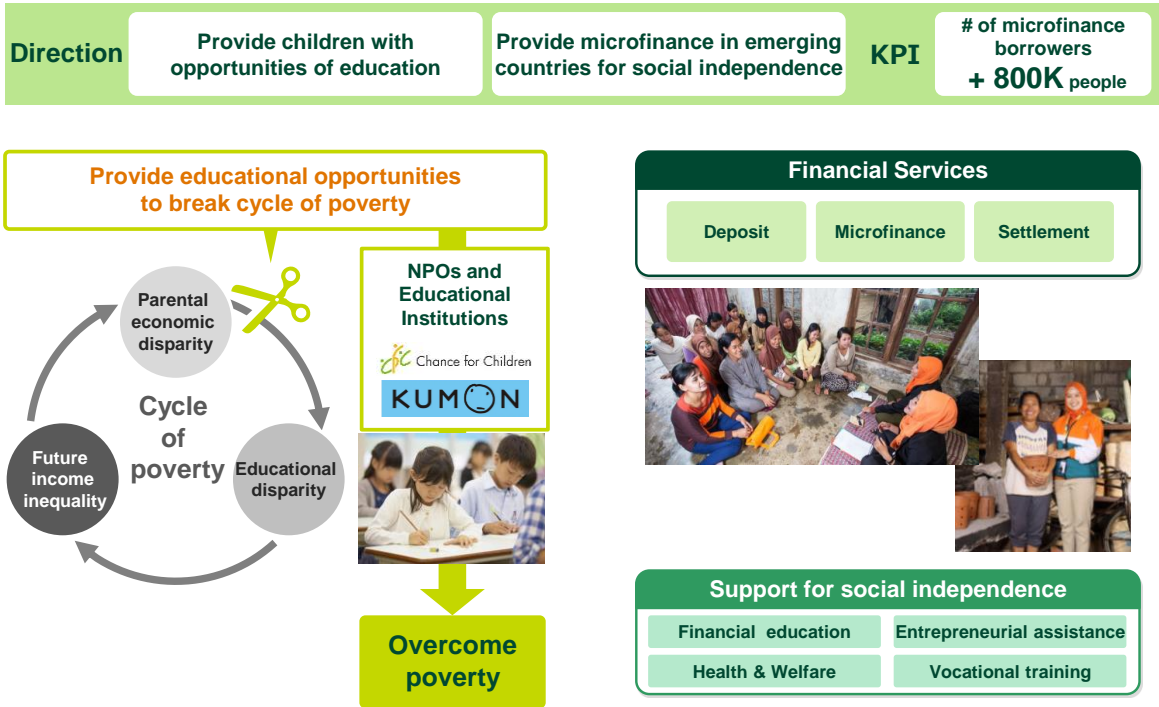 Direction
Provide children with
opportunities of education
Provide microfinance in emerging
countries for social independence
KPI
# of microfinance
borrowers
+ 800K people
Provide educational opportunities
to break cycle of poverty
Parental
economic
disparity
Cycle
of
poverty
Future
income
inequality
Educational
disparity
NPOs and
Educational
Institutions
Chance for Children
KUMON
Overcome
poverty
Financial Services
Deposit
Microfinance
Settlement
Support for social independence
Financial education
Entrepreneurial assistance
Health & Welfare
Vocational training